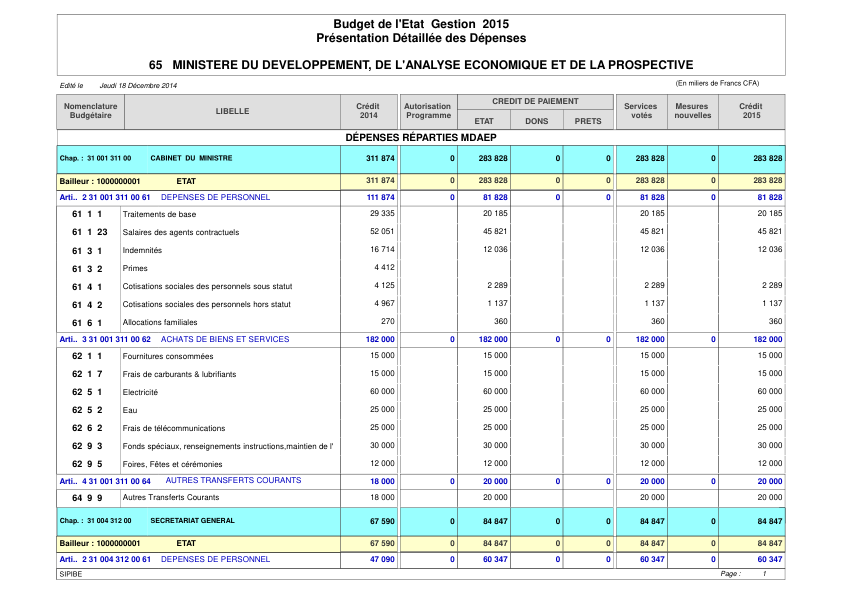 Budget de l'Etat Gestion 2015
Présentation Détaillée des Dépenses
65 MINISTERE DU DEVELOPPEMENT, DE L'ANALYSE ECONOMIQUE ET DE LA PROSPECTIVE
Edité le Jeudi 18 Décembre 2014 (En miliers de Francs CFA)
Nomenclature Budgétaire LIBELLE Crédit 2014 Autorisation Programme CREDIT DE PAIEMENT ETAT DONS PRETS Services votés Mesures nouvelles Crédit 2015
DÉPENSES RÉPARTIES MDAEP
Chap. : 31 001 311 00 CABINET DU MINISTRE 311 874 0 283 828 0 0 283 828 0 283 828
Bailleur : 1000000001 ETAT 311 874 0 283 828 0 0 283 828 0 283 828
Arti.. 2 31 001 311 00 61 DEPENSES DE PERSONNEL 111 874 0 81 828 0 0 81 828 0 81 828
61 1 1 Traitements de base 29 335 20 185 20 185 20 185
61 1 23 Salaires des agents contractuels 52 051 45 821 45 821 45 821
61 3 1 Indemnités 16 714 12 036 12 036 12 036
61 3 2 Primes 4 412
61 4 1 Cotisations sociales des personnels sous statut 4 125 2 289 2 289 2 289
61 4 2 Cotisations sociales des personnels hors statut 4 967 1 137 1 137 1 137
61 6 1 Allocations familiales 270 360 360 360
Arti.. 3 31 001 311 00 62 ACHATS DE BIENS ET SERVICES 182 000 0 182 000 0 0 182 000 0 182 000
62 1 1 Fournitures consommées 15 000 15 000 15 000 15 000
62 1 7 Frais de carburants & lubrifiants 15 000 15 000 15 000 15 000
62 5 1 Electricité 60 000 60 000 60 000 60 000
62 5 2 Eau 25 000 25 000 25 000 25 000
62 6 2 Frais de télécommunications 25 000 25 000 25 000 25 000
62 9 3 Fonds spéciaux, renseignements instructions,maintien de l' 30 000 30 000 30 000 30 000
62 9 5 Foires, Fêtes et cérémonies 12 000 12 000 12 000 12 000
Arti.. 4 31 001 311 00 64 AUTRES TRANSFERTS COURANTS 18 000 0 20 000 0 0 20 000 0 20 000
64 9 9 Autres Transferts Courants 18 000 20 000 20 000 20 000
Chap. : 31 004 312 00 SECRETARIAT GENERAL 67 590 0 84 847 0 0 84 847 0 84 847
Bailleur : 1000000001 ETAT 67 590 0 84 847 0 0 84 847 0 84 847
Arti.. 2 31 004 312 00 61 DEPENSES DE PERSONNEL 47 090 0 60 347 0 0 60 347 0 60 347
SIPIBE Page : 1